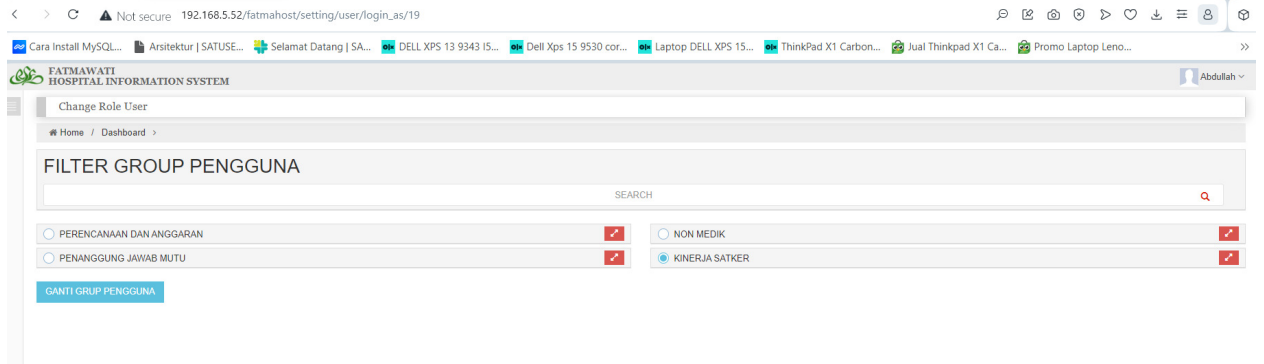 Not secure 192.168.5.52/fatmahost/setting/user/login_as/19
Cara Install MySQL... Arsitektur | SATUSE... Selamat Datang | SA... DELL XPS 13 9343 I5... Dell Xps 15 9530 cor... Laptop DELL XPS 15... ThinkPad X1 Carbon... Jual Thinkpad X1 Ca... Promo Laptop Leno...
FATMAWATI
HOSPITAL INFORMATION SYSTEM
Abdullah
Change Role User
Home / Dashboard >
FILTER GROUP PENGGUNA
SEARCH
PERENCANAAN DAN ANGGARAN NON MEDIK
PENANGGUNG JAWAB MUTU KINERJA SATKER
GANTI GRUP PENGGUNA